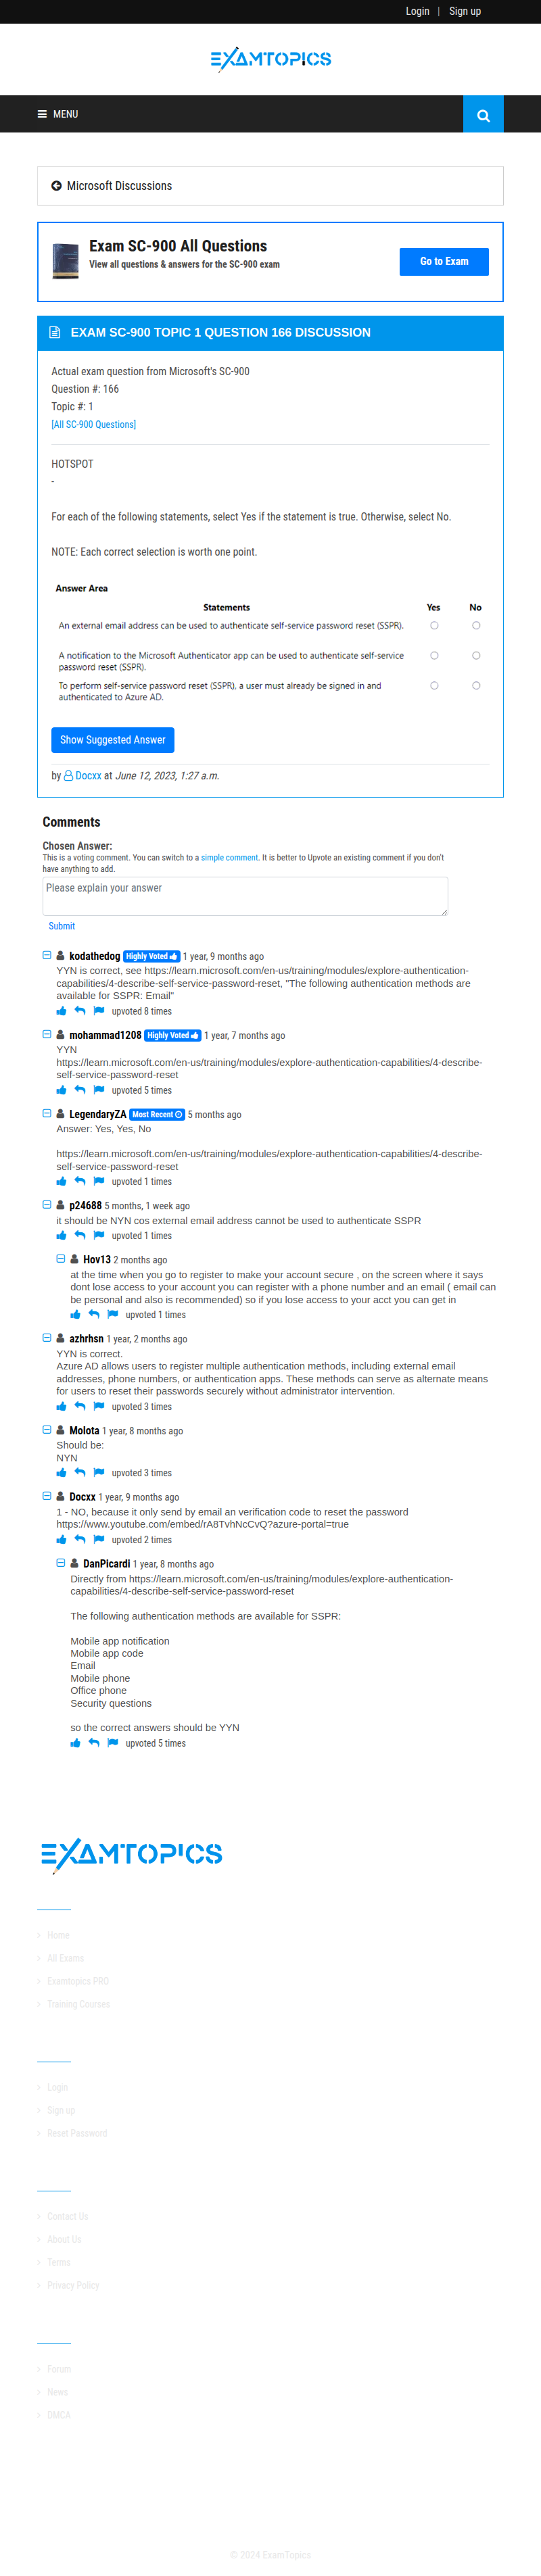 Login | Sign up
EXAMTOPICS
MENU
Microsoft Discussions
Exam SC-900 All Questions
View all questions & answers for the SC-900 exam
Go to Exam
EXAM SC-900 TOPIC 1 QUESTION 166 DISCUSSION
Actual exam question from Microsoft's SC-900
Question #: 166
Topic #: 1
[All SC-900 Questions]
HOTSPOT
-
For each of the following statements, select Yes if the statement is true. Otherwise, select No.
NOTE: Each correct selection is worth one point.
Answer Area
Statements Yes No
An external email address can be used to authenticate self-service password reset (SSPR).
A notification to the Microsoft Authenticator app can be used to authenticate self-service
password reset (SSPR).
To perform self-service password reset (SSPR), a user must already be signed in and
authenticated to Azure AD.
Show Suggested Answer
by Docxx at June 12, 2023, 1:27 a.m.
Comments
Chosen Answer:
This is a voting comment. You can switch to a simple comment. It is better to Upvote an existing comment if you don't
have anything to add.
Please explain your answer
Submit
kodathedog Highly Voted 1 year, 9 months ago
YYN is correct, see https://learn.microsoft.com/en-us/training/modules/explore-authentication-
capabilities/4-describe-self-service-password-reset, "The following authentication methods are
available for SSPR: Email"
upvoted 8 times
mohammad1208 Highly Voted 1 year, 7 months ago
YYN
https://learn.microsoft.com/en-us/training/modules/explore-authentication-capabilities/4-describe-
self-service-password-reset
upvoted 5 times
LegendaryZA Most Recent 5 months ago
Answer: Yes, Yes, No
https://learn.microsoft.com/en-us/training/modules/explore-authentication-capabilities/4-describe-
self-service-password-reset
upvoted 1 times
p24688 5 months, 1 week ago
it should be NYN cos external email address cannot be used to authenticate SSPR
upvoted 1 times
Hov13 2 months ago
at the time when you go to register to make your account secure , on the screen where it says
dont lose access to your account you can register with a phone number and an email ( email can
be personal and also is recommended) so if you lose access to your acct you can get in
upvoted 1 times
azhrhsn 1 year, 2 months ago
YYN is correct.
Azure AD allows users to register multiple authentication methods, including external email
addresses, phone numbers, or authentication apps. These methods can serve as alternate means
for users to reset their passwords securely without administrator intervention.
upvoted 3 times
Molota 1 year, 8 months ago
Should be:
NYN
upvoted 3 times
Docxx 1 year, 9 months ago
1 - NO, because it only send by email an verification code to reset the password
https://www.youtube.com/embed/rA8TvhNcCvQ?azure-portal=true
upvoted 2 times
DanPicardi 1 year, 8 months ago
Directly from https://learn.microsoft.com/en-us/training/modules/explore-authentication-
capabilities/4-describe-self-service-password-reset
The following authentication methods are available for SSPR:
Mobile app notification
Mobile app code
Email
Mobile phone
Office phone
Security questions
so the correct answers should be YYN
upvoted 5 times
EXAMTOPICS
Home
All Exams
Examtopics PRO
Training Courses
Login
Sign up
Reset Password
Contact Us
About Us
Terms
Privacy Policy
Forum
News
DMCA
© 2024 ExamTopics